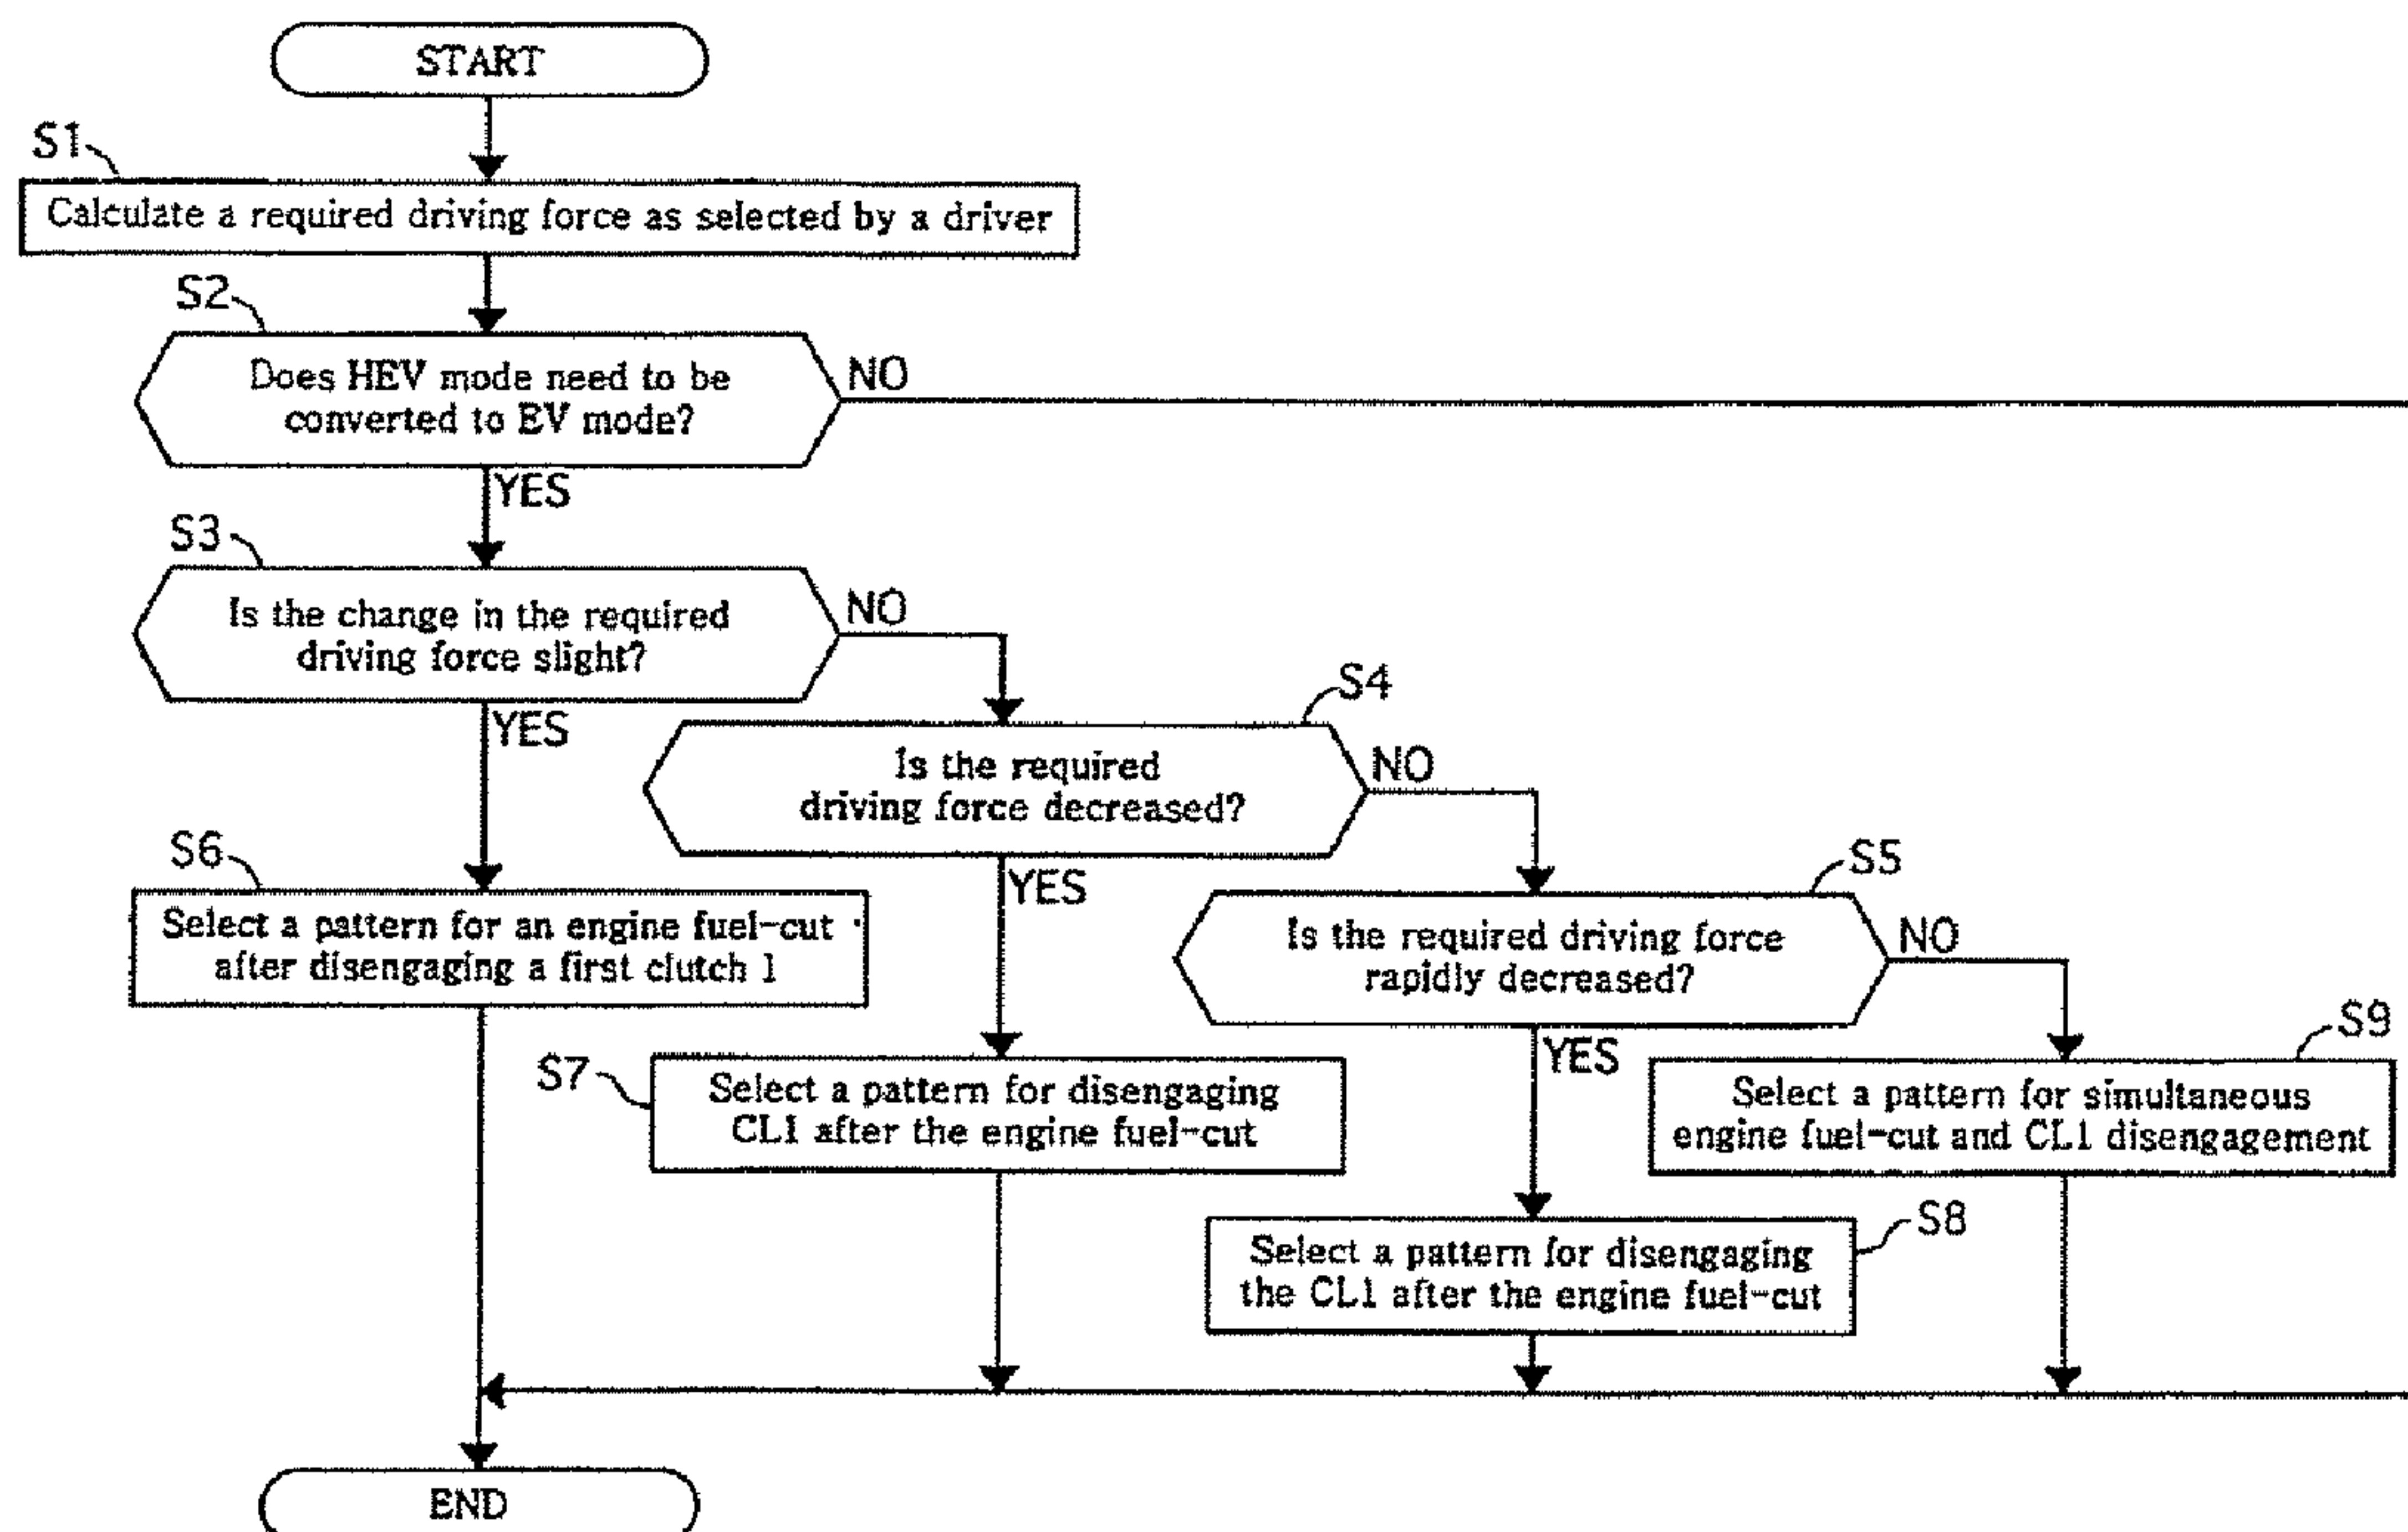 START
S1
Calculate a required driving force as selected by a driver
S2
Does HEV mode need to be
converted to EV mode?
NO
YES
S3
Is the change in the required
driving force slight?
NO
YES
S4
Is the required
driving force decreased?
NO
YES
S5
Is the required driving force
rapidly decreased?
NO
YES
S6
Select a pattern for an engine fuel-cut
after disengaging a first clutch 1
S7
Select a pattern for disengaging
CL1 after the engine fuel-cut
S9
Select a pattern for simultaneous
engine fuel-cut and CL1 disengagement
S8
Select a pattern for disengaging
the CL1 after the engine fuel-cut
END